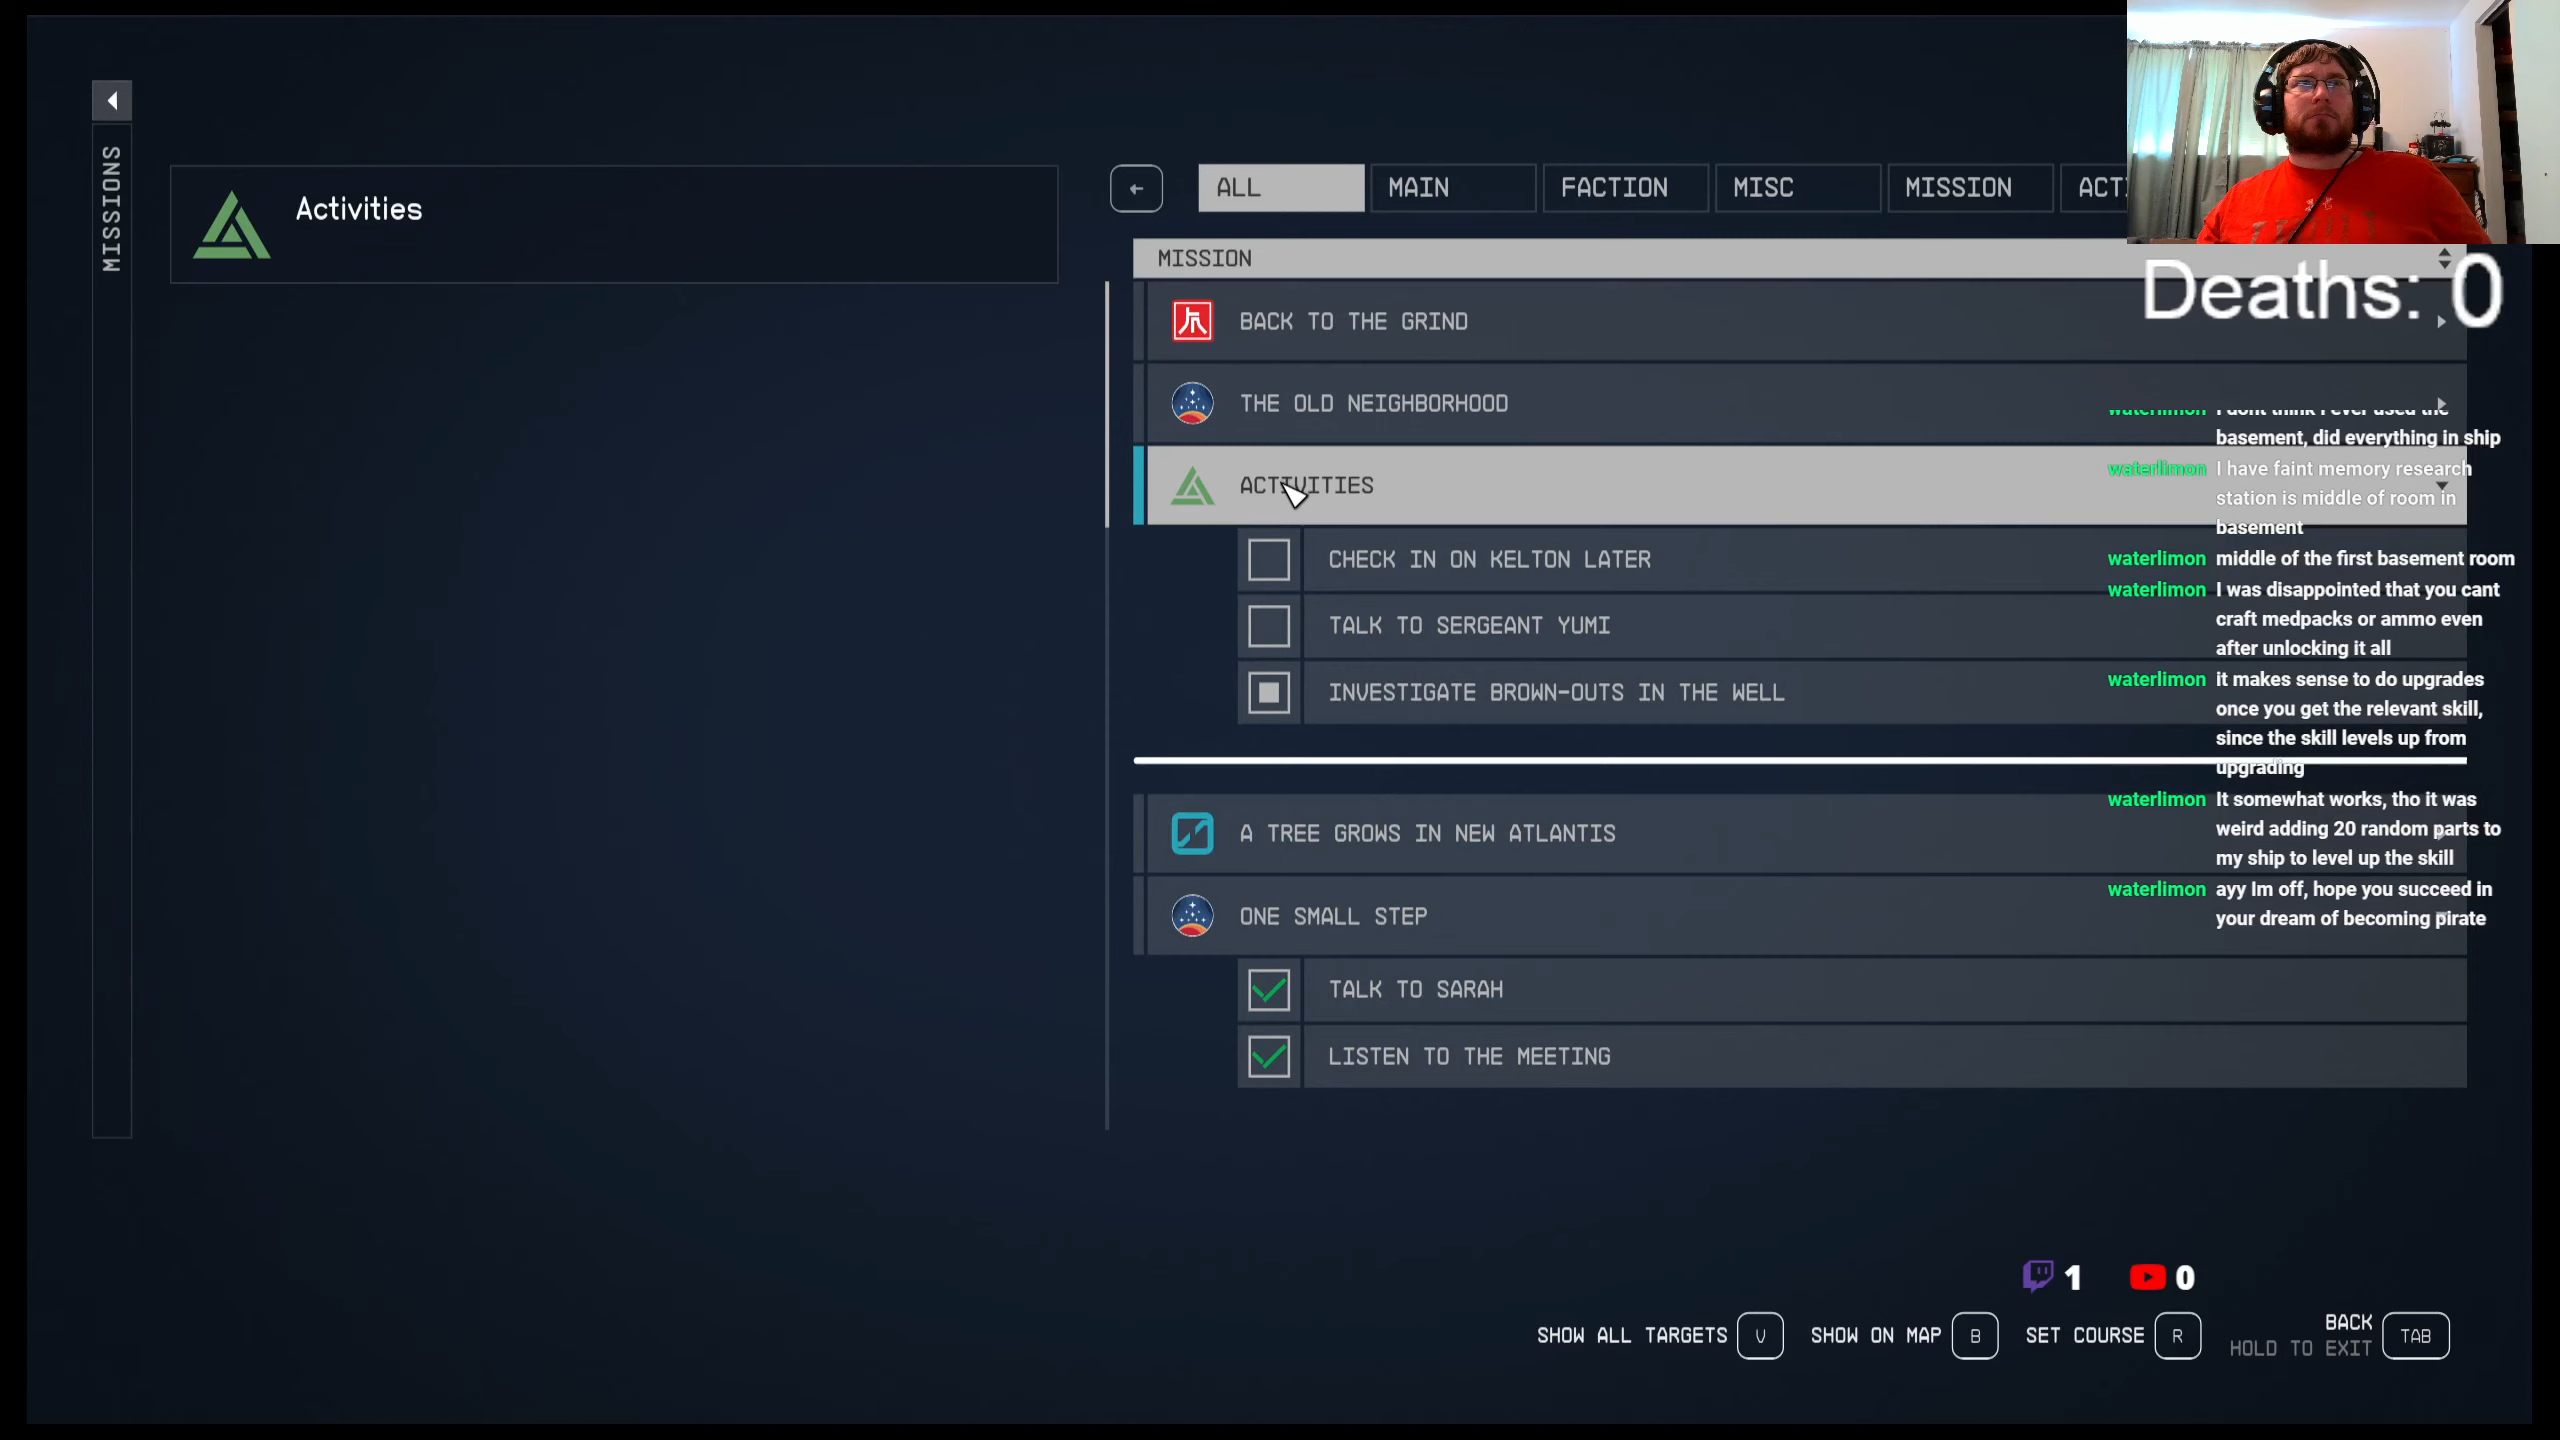 MISSIONS
Activities
ALL
MAIN
FACTION
MISC
MISSION
MISSION
Deaths: 0
BACK TO THE GRIND
THE OLD NEIGHBORHOOD
ACTIVITIES
CHECK IN ON KELTON LATER
TALK TO SERGEANT YUMI
INVESTIGATE BROWN-OUTS IN THE WELL
A TREE GROWS IN NEW ATLANTIS
ONE SMALL STEP
TALK TO SARAH
LISTEN TO THE MEETING
waterlimon I dont think I ever used the
basement, did everything in ship
waterlimon I have faint memory research
station is middle of room in
basement
waterlimon middle of the first basement room
waterlimon I was disappointed that you cant
craft medpacks or ammo even
after unlocking it all
waterlimon it makes sense to do upgrades
once you get the relevant skill,
since the skill levels up from
upgrading
waterlimon It somewhat works, tho it was
weird adding 20 random parts to
my ship to level up the skill
waterlimon ayy Im off, hope you succeed in
your dream of becoming pirate
1
0
SHOW ALL TARGETS V
SHOW ON MAP B
SET COURSE R
BACK
HOLD TO EXIT
TAB